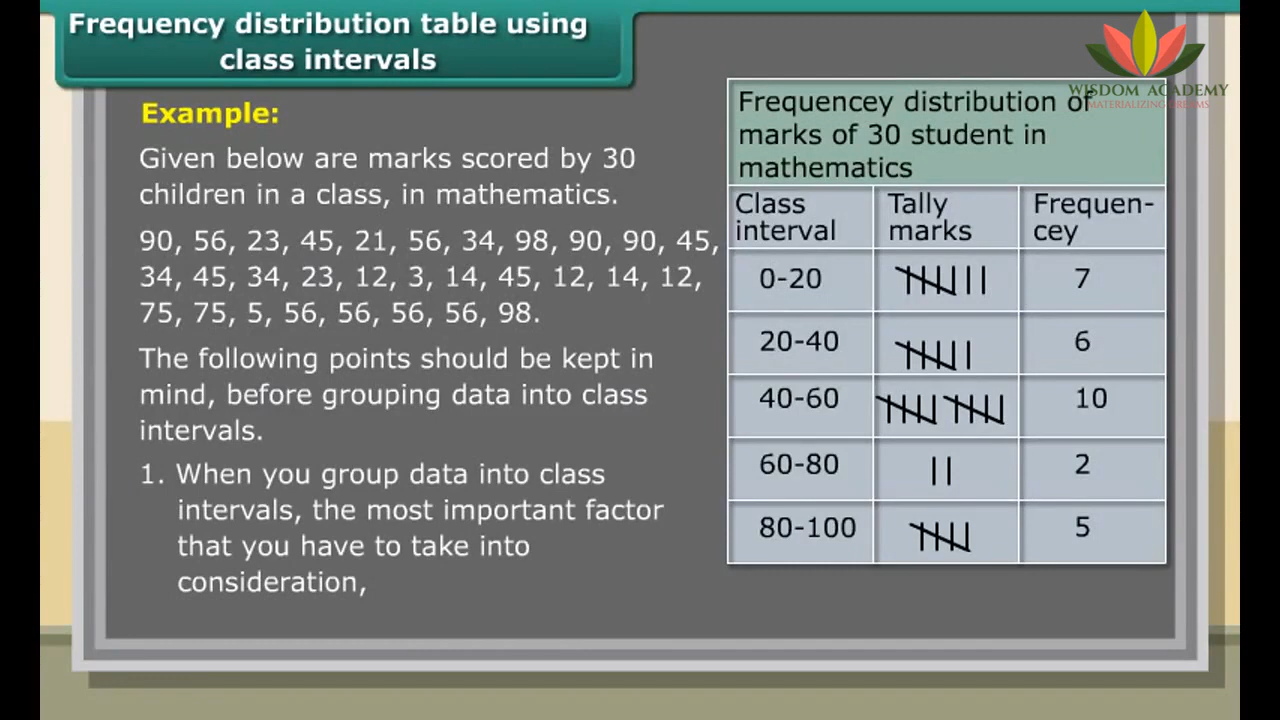 Frequency distribution table using
class intervals
WISDOM ACADEMY
MATERIALIZING DREAMS
Example:
Given below are marks scored by 30
children in a class, in mathematics.
90, 56, 23, 45, 21, 56, 34, 98, 90, 90, 45,
34, 45, 34, 23, 12, 3, 14, 45, 12, 14, 12,
75, 75, 5, 56, 56, 56, 56, 98.
The following points should be kept in
mind, before grouping data into class
intervals.
1. When you group data into class
intervals, the most important factor
that you have to take into
consideration,
Frequencey distribution of
marks of 30 student in
mathematics
Class interval Tally marks Frequen-cey
0-20 7
20-40 6
40-60 10
60-80 2
80-100 5